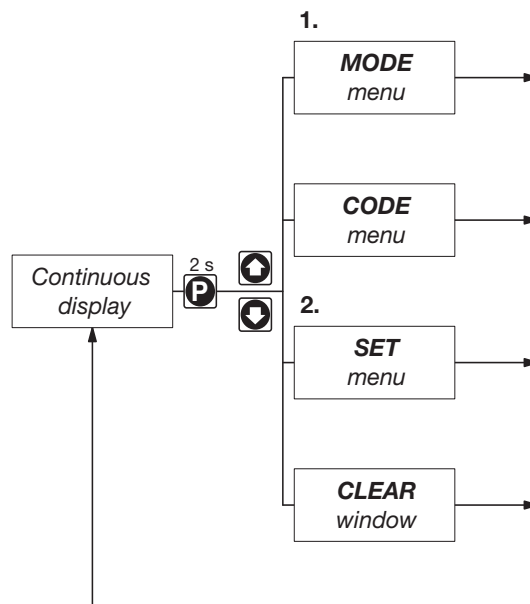 1.
MODE
menu
CODE
menu
Continuous
display
2 s
P
2.
SET
menu
CLEAR
window